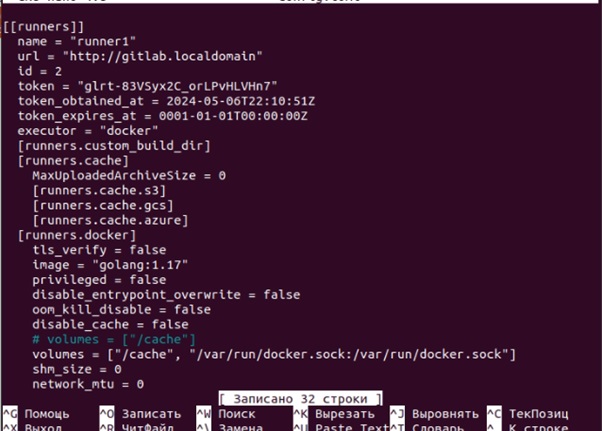 [[runners]]
name = "runner1"
url = "http://gitlab.localdomain"
id = 2
token = "glrt-83VSyx2C_orLPvHLVHn7"
token_obtained_at = 2024-05-06T22:10:51Z
token_expires_at = 0001-01-01T00:00:00Z
executor = "docker"
[runners.custom_build_dir]
[runners.cache]
MaxUploadedArchiveSize = 0
[runners.cache.s3]
[runners.cache.gcs]
[runners.cache.azure]
[runners.docker]
tls_verify = false
image = "golang:1.17"
privileged = false
disable_entrypoint_overwrite = false
oom_kill_disable = false
disable_cache = false
# volumes = ["/cache"]
volumes = ["/cache", "/var/run/docker.sock:/var/run/docker.sock"]
shm_size = 0
network_mtu = 0
[ Записано 32 строки ]
^G Помощь ^O Записать ^W Поиск ^K Вырезать ^J Выровнять ^C ТекПозиц
^X Выход ^R ЧитФайл ^\ Замена ^U Paste Text ^T Словарь ^_ К строке